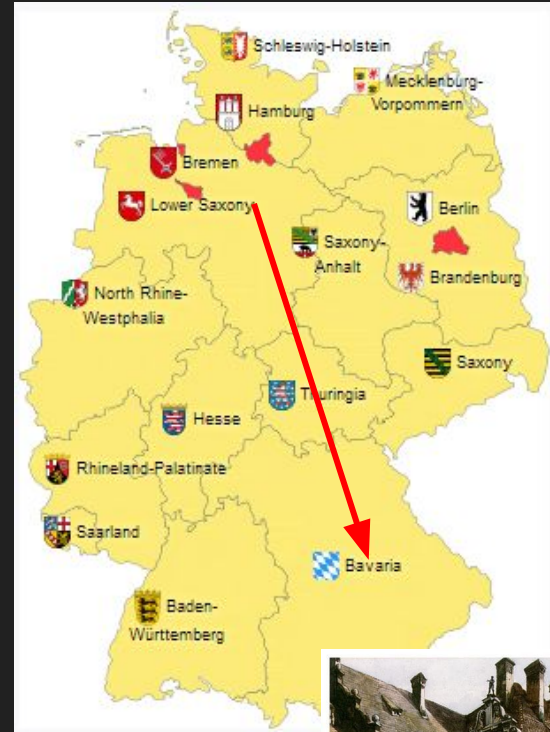 Schleswig-Holstein
Mecklenburg-
Vorpommern
Hamburg
Bremen
Lower Saxony
Berlin
Saxony-
Anhalt
Brandenburg
North Rhine-
Westphalia
Saxony
Thuringia
Hesse
Rhineland-Palatinate
Saarland
Bavaria
Baden-
Württemberg